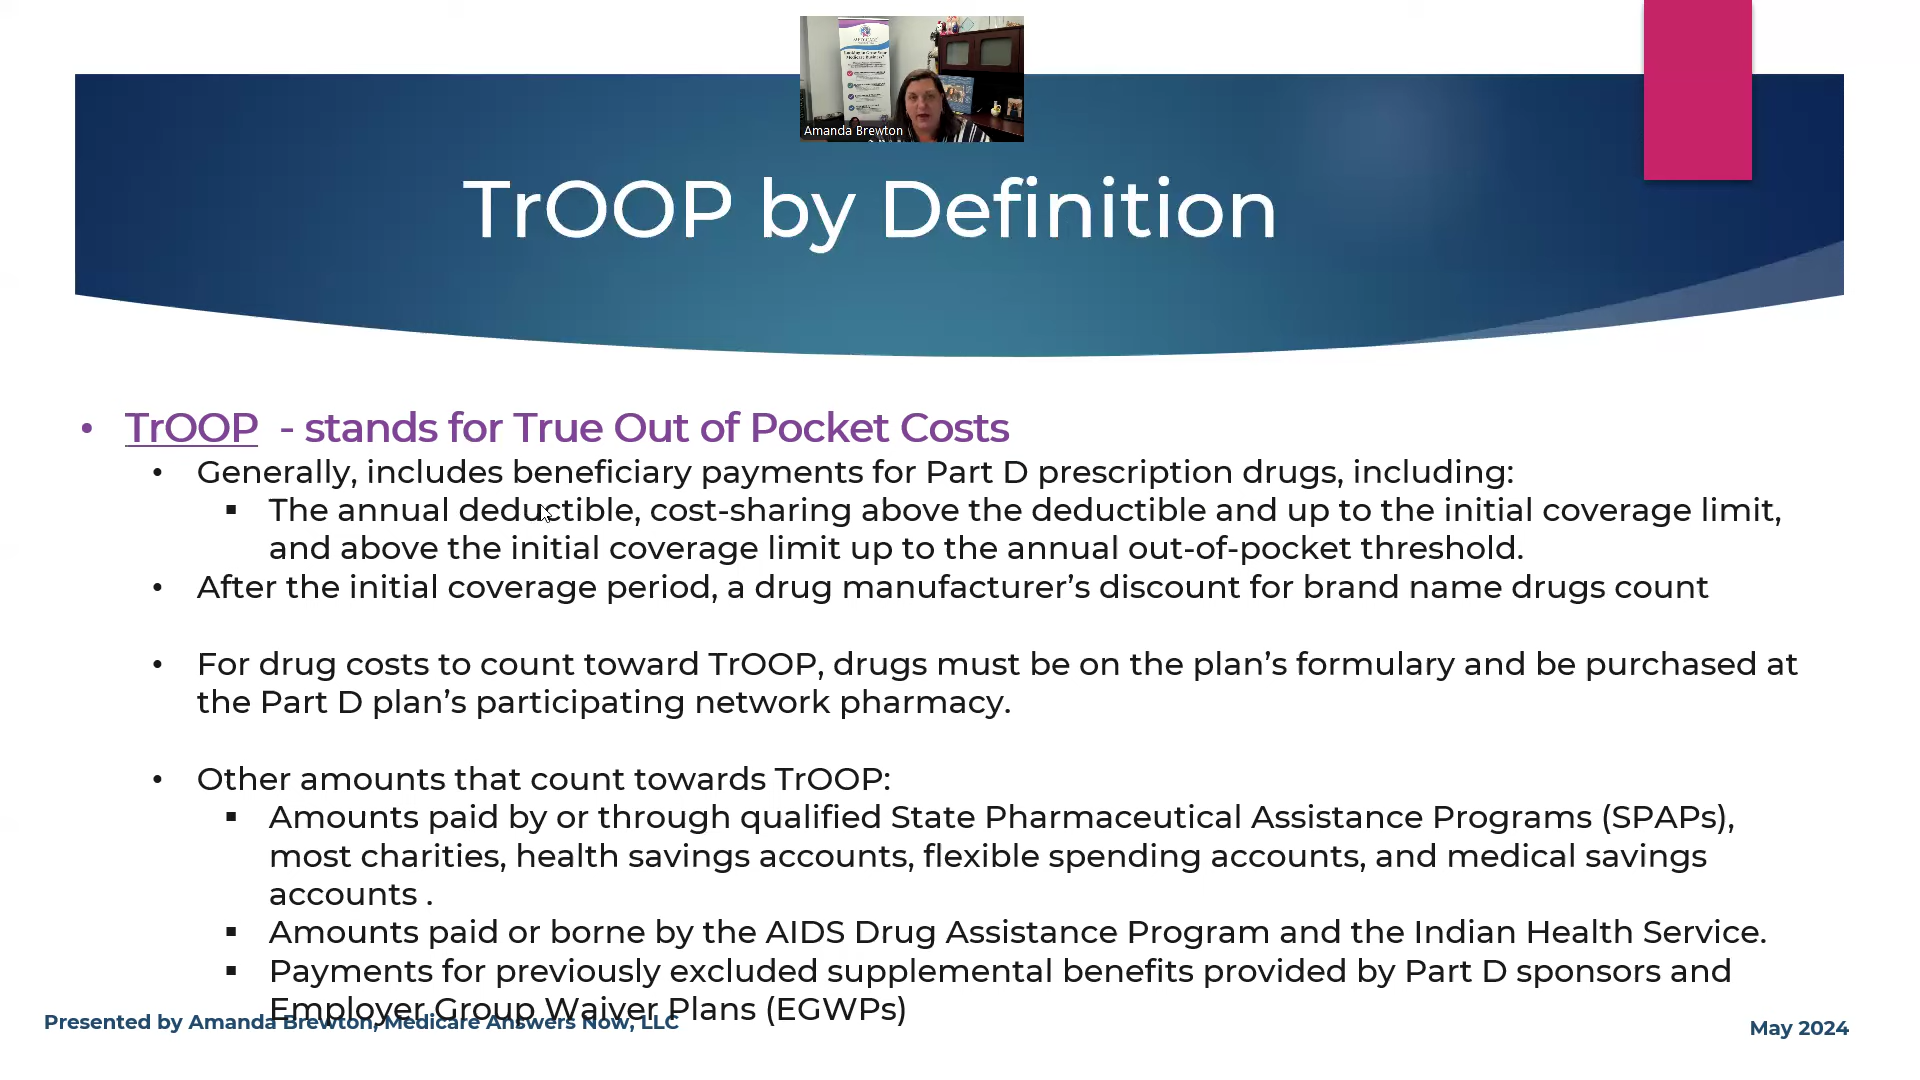 Amanda Brewton
TrOOP by Definition
• TrOOP - stands for True Out of Pocket Costs
• Generally, includes beneficiary payments for Part D prescription drugs, including:
▪ The annual deductible, cost-sharing above the deductible and up to the initial coverage limit,
and above the initial coverage limit up to the annual out-of-pocket threshold.
• After the initial coverage period, a drug manufacturer’s discount for brand name drugs count
• For drug costs to count toward TrOOP, drugs must be on the plan’s formulary and be purchased at
the Part D plan’s participating network pharmacy.
• Other amounts that count towards TrOOP:
▪ Amounts paid by or through qualified State Pharmaceutical Assistance Programs (SPAPs),
most charities, health savings accounts, flexible spending accounts, and medical savings
accounts .
▪ Amounts paid or borne by the AIDS Drug Assistance Program and the Indian Health Service.
▪ Payments for previously excluded supplemental benefits provided by Part D sponsors and
Employer Group Waiver Plans (EGWPs)
Presented by Amanda Brewton, Medicare Answers Now, LLC
May 2024